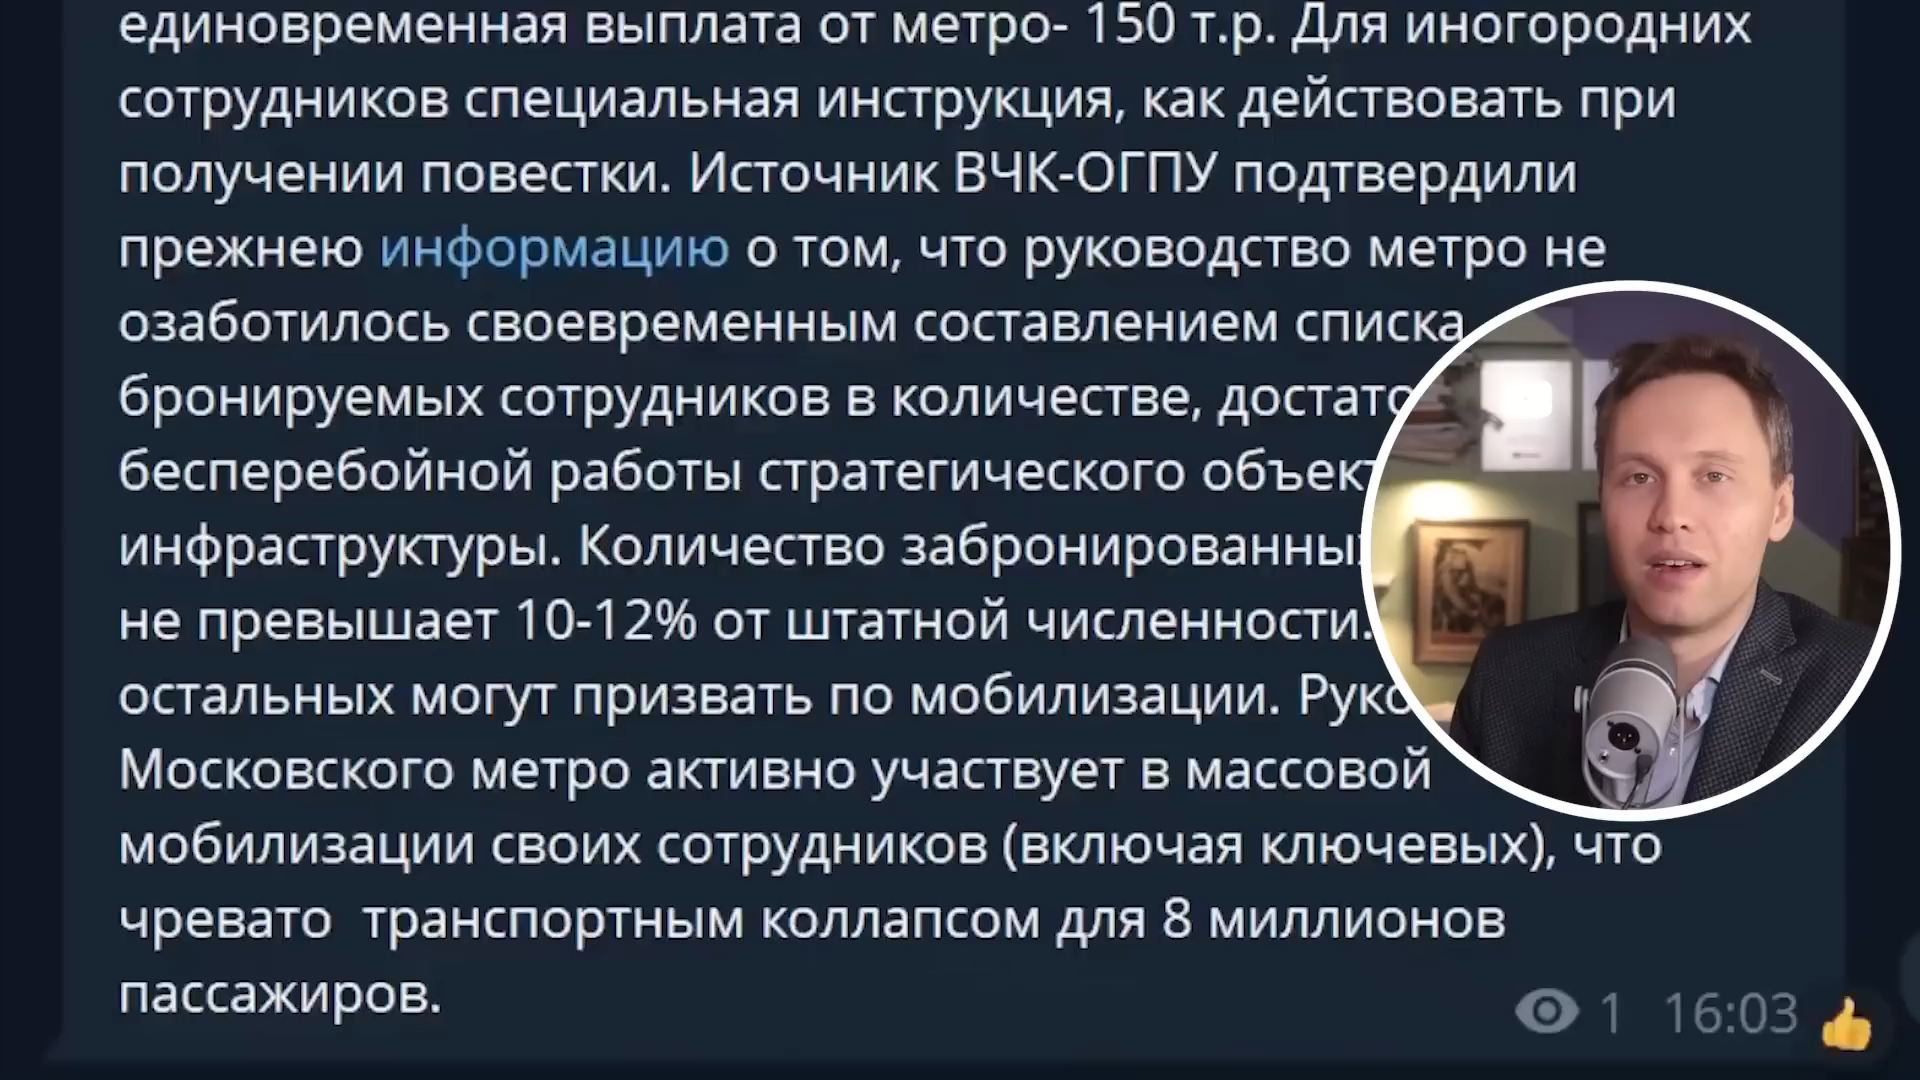 единовременная выплата от метро- 150 т.р. Для иногородних
сотрудников специальная инструкция, как действовать при
получении повестки. Источник ВЧК-ОГПУ подтвердили
прежнею информацию о том, что руководство метро не
озаботилось своевременным составлением списка
бронируемых сотрудников в количестве,
бесперебойной работы стратегического
инфраструктуры. Количество
не превышает 10-12% от штатной численности.
остальных могут призвать по мобилизации.
Московского метро активно участвует в массовой
мобилизации своих сотрудников (включая ключевых), что
чревато транспортным коллапсом для 8 миллионов
пассажиров.
1 16:03